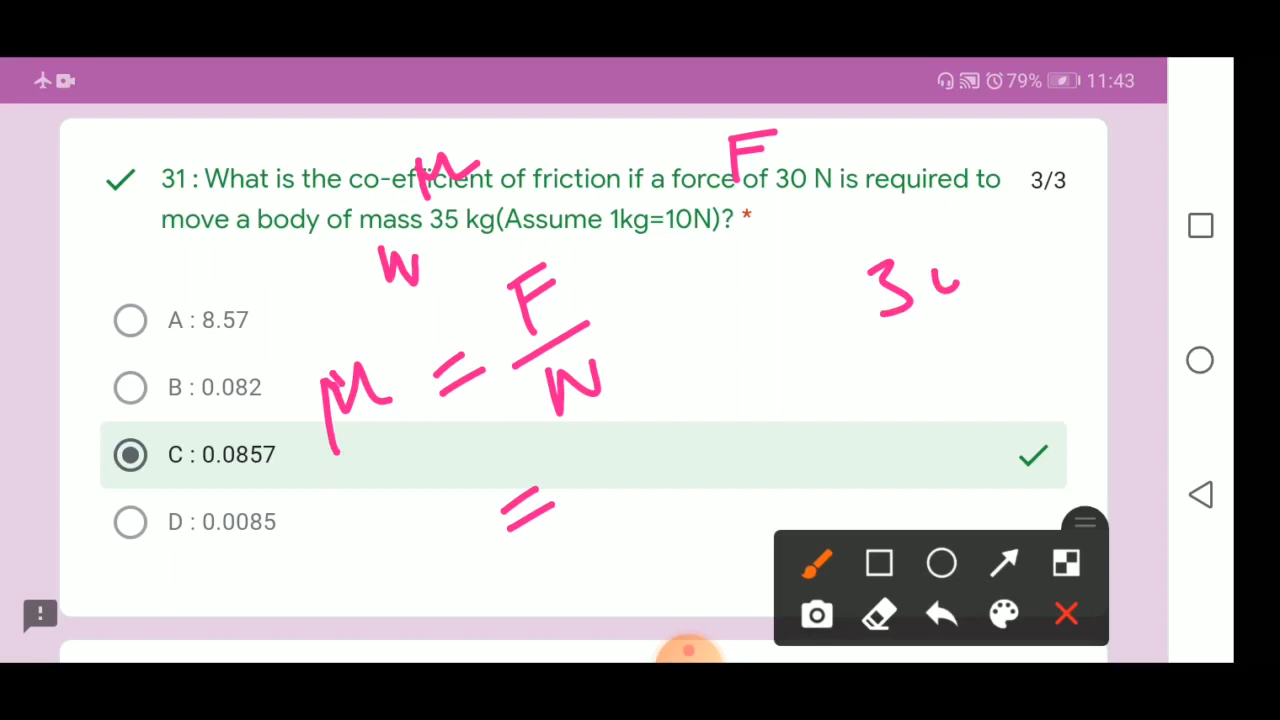 79% 11:43
31 : What is the co-efficient of friction if a force of 30 N is required to 3/3
move a body of mass 35 kg(Assume 1kg=10N)? *
μ
F
W
A : 8.57
B : 0.082
C : 0.0857
D : 0.0085
μ = F
W
=
3